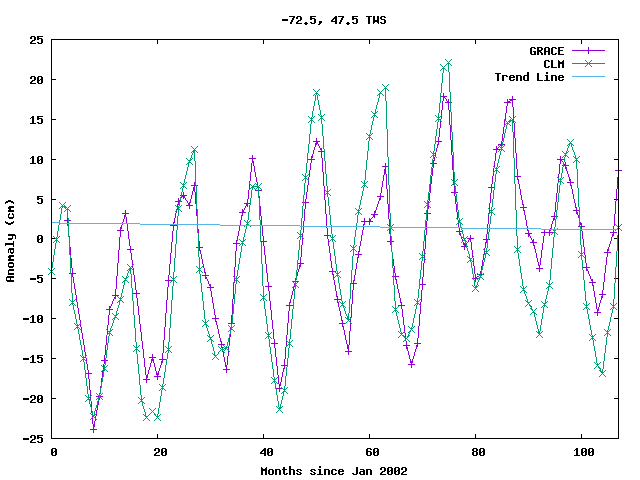 -72.5, 47.5 TWS
GRACE
CLM
Trend Line
25
20
15
10
5
0
-5
-10
-15
-20
-25
Anomaly (cm)
0 20 40 60 80 100
Months since Jan 2002